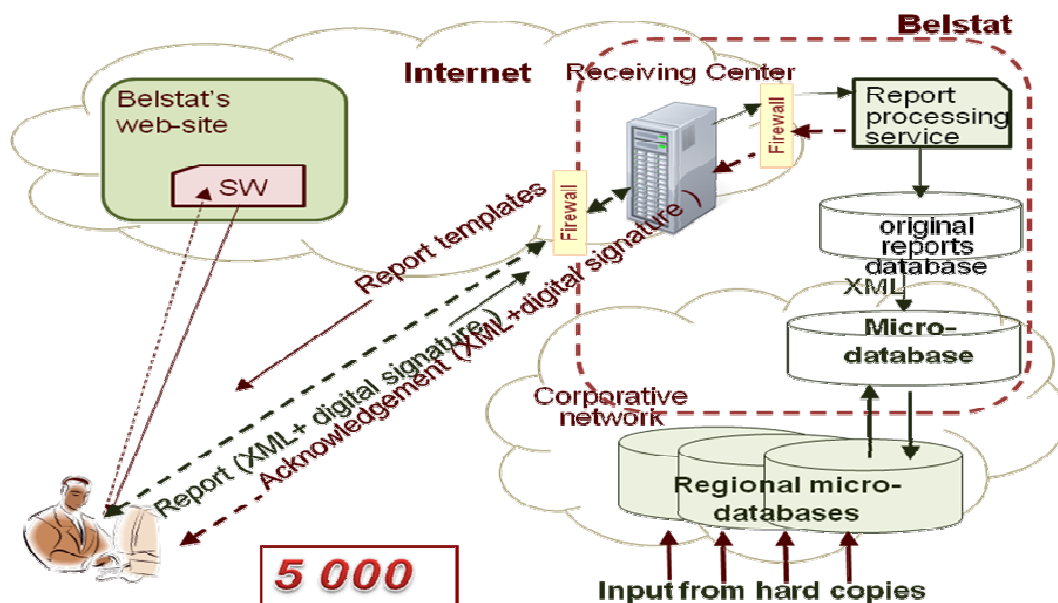 Belstat
Internet
Receiving Center
Belstat's
web-site
SW
Firewall
Report
processing
service
Firewall
Report templates
original
reports
database
XML
Micro-
database
Report (XML+ digital signature )
Acknowledgement (XML+digital signature )
Corporative
network
Regional micro-
databases
5 000
Input from hard copies